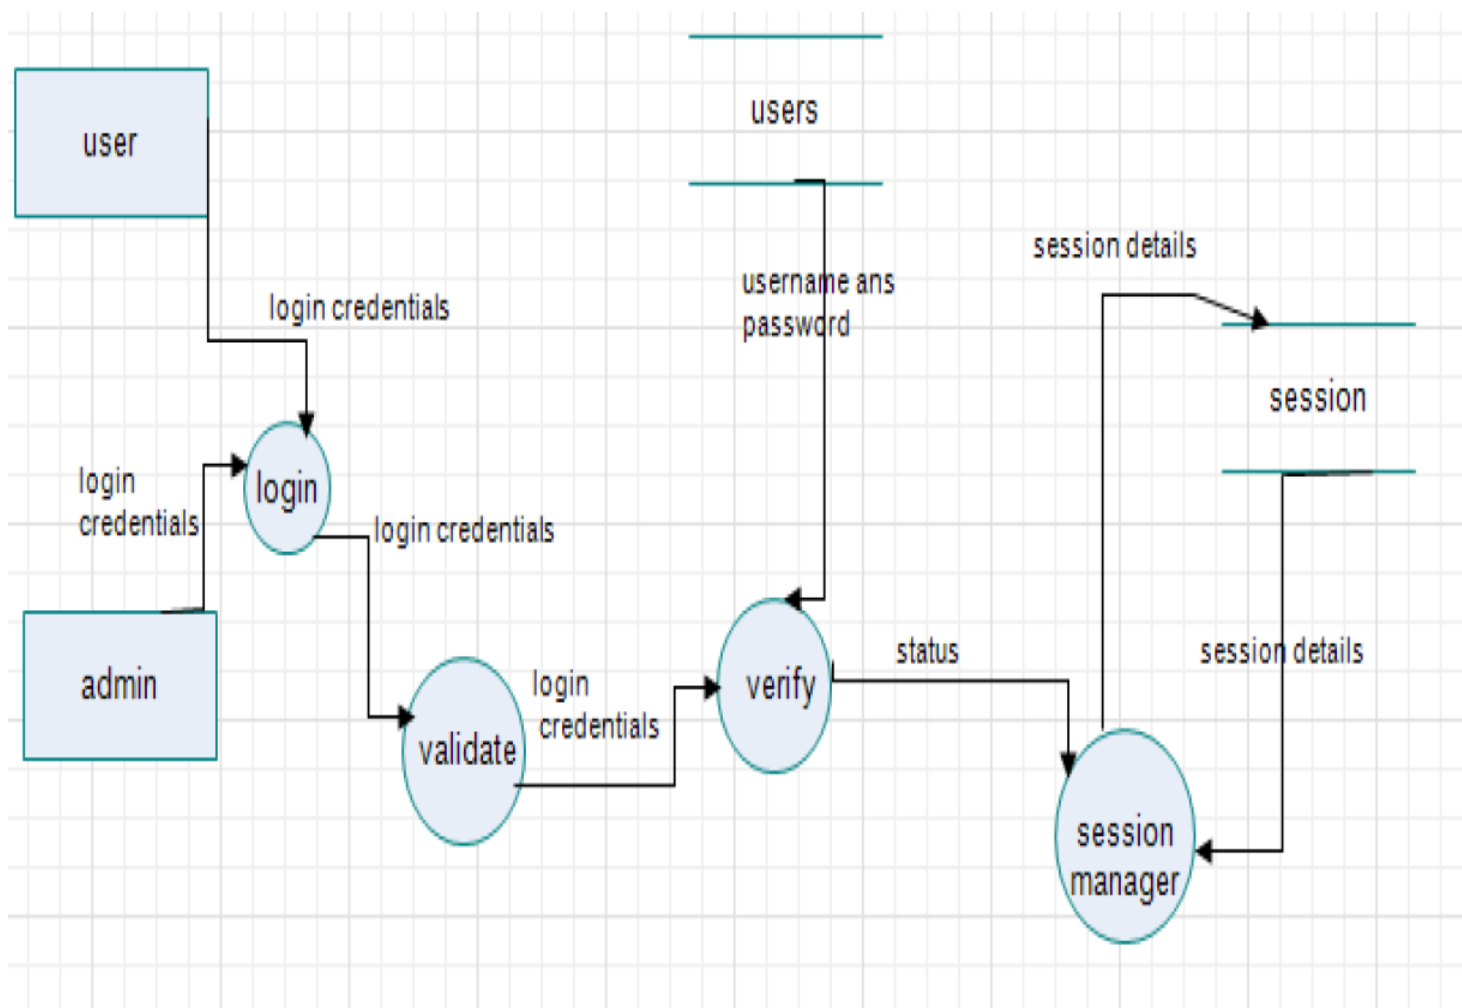 users
user
session details
username ans
password
login credentials
session
login
credentials
login
login credentials
status
session details
login
credentials
admin
verify
validate
session
manager